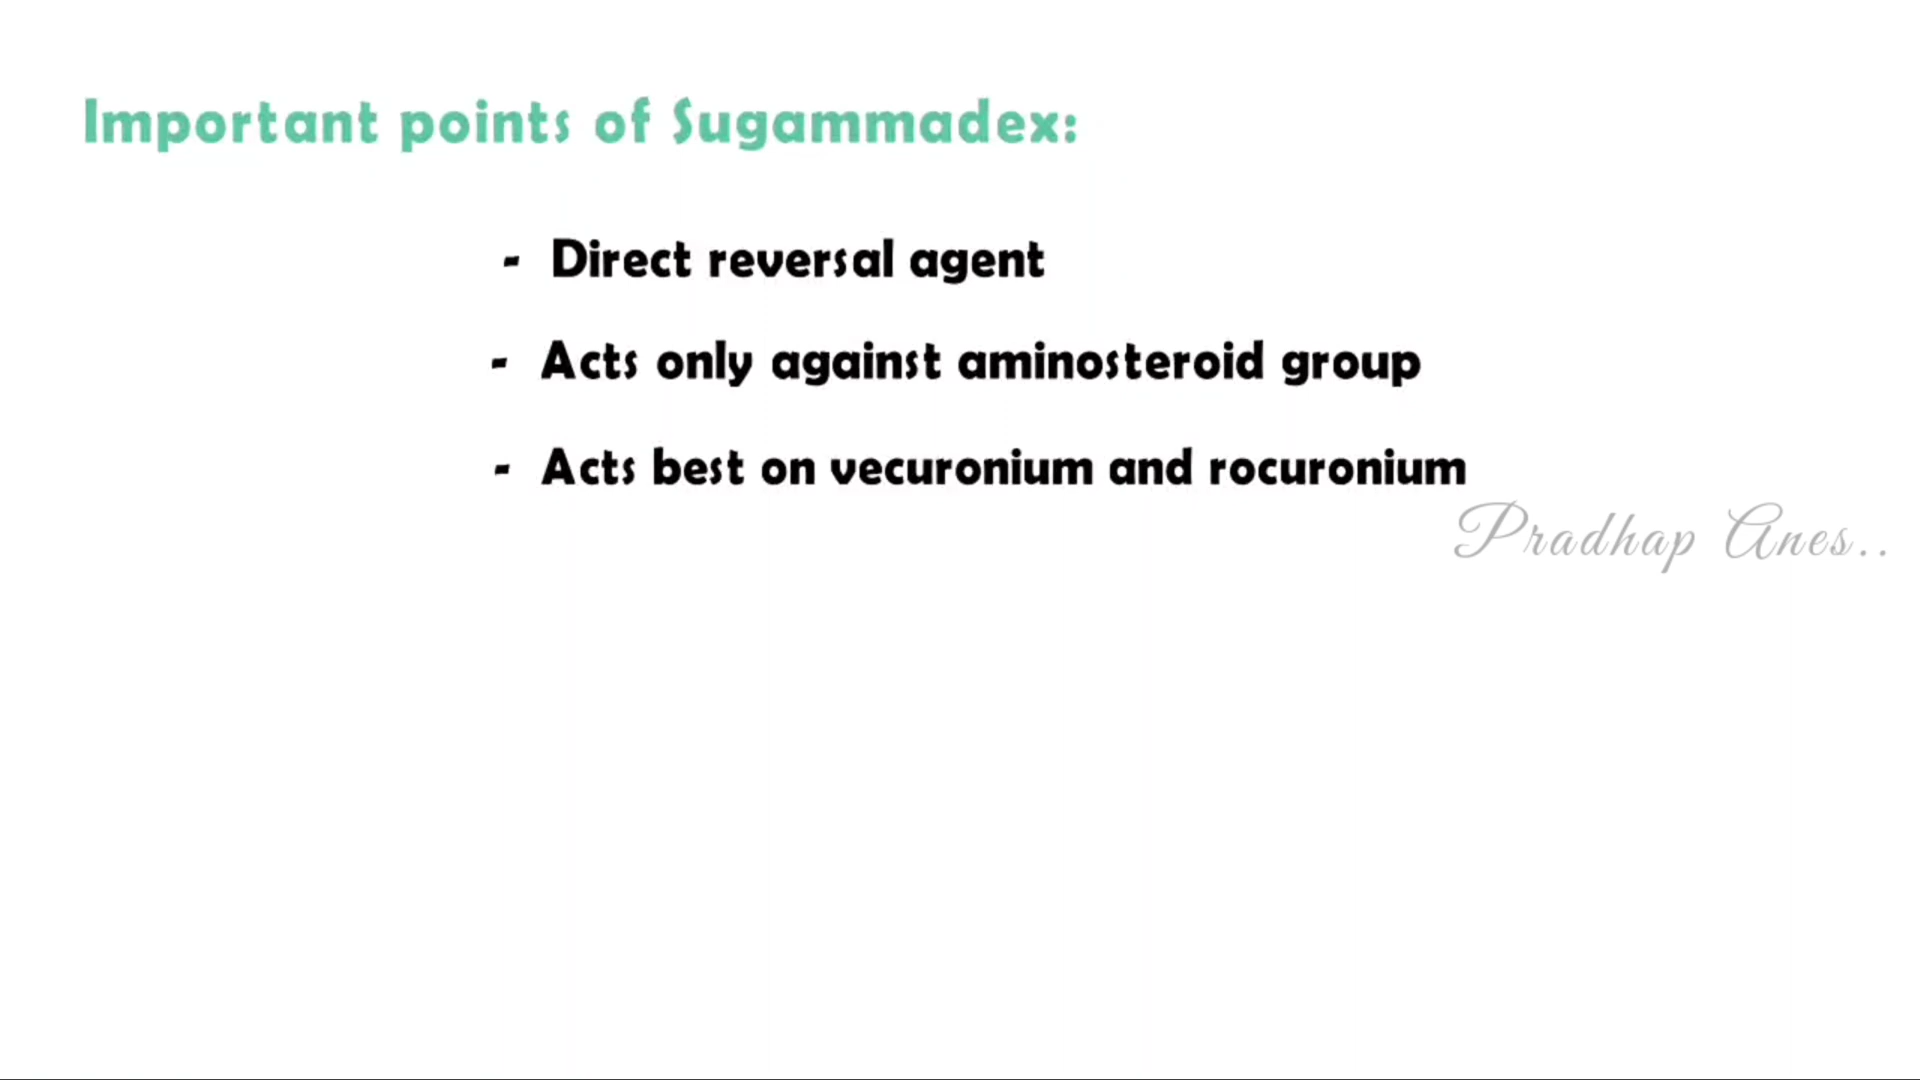 Important points of Sugammadex:
- Direct reversal agent
- Acts only against aminosteroid group
- Acts best on vecuronium and rocuronium
Pradhap Anes..